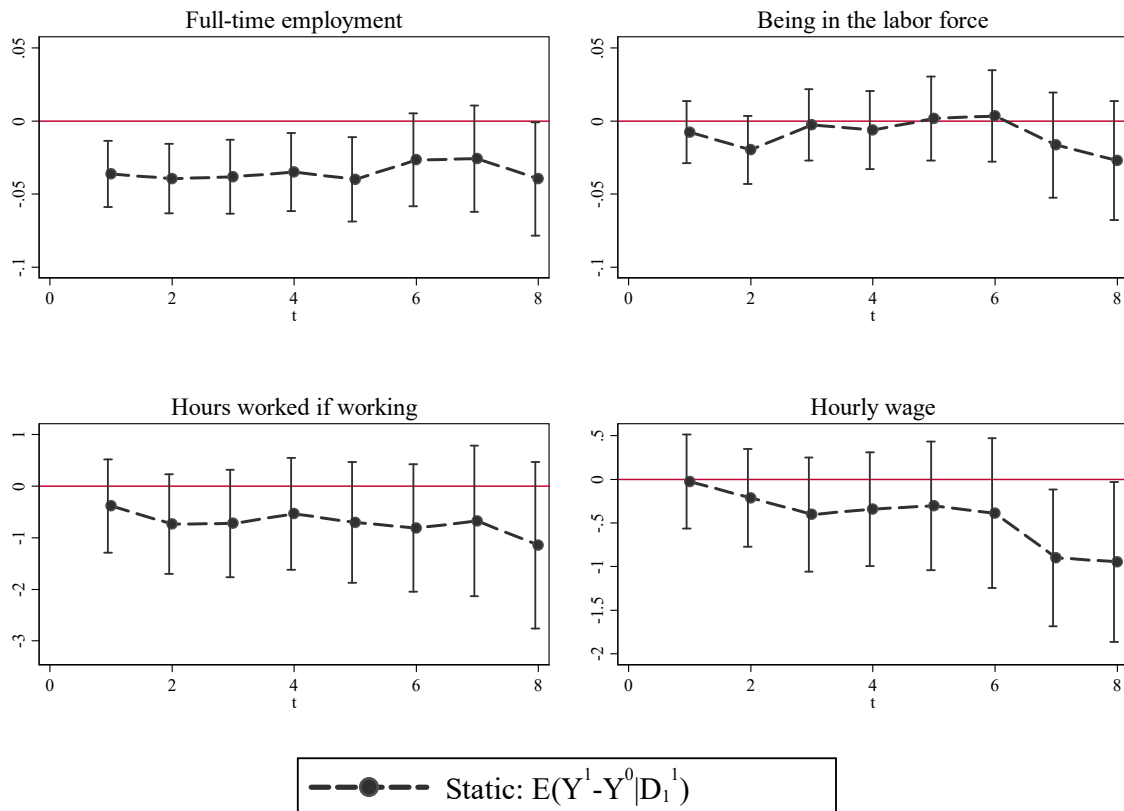 Full-time employment
.05
0
-.05
-.1
0 2 4 6 8
t
Being in the labor force
.05
0
-.05
-.1
0 2 4 6 8
t
Hours worked if working
1
0
-1
-2
-3
0 2 4 6 8
t
Hourly wage
.5
0
-.5
-1
-1.5
-2
0 2 4 6 8
t
Static: E(Y¹-Y⁰|D₁¹)